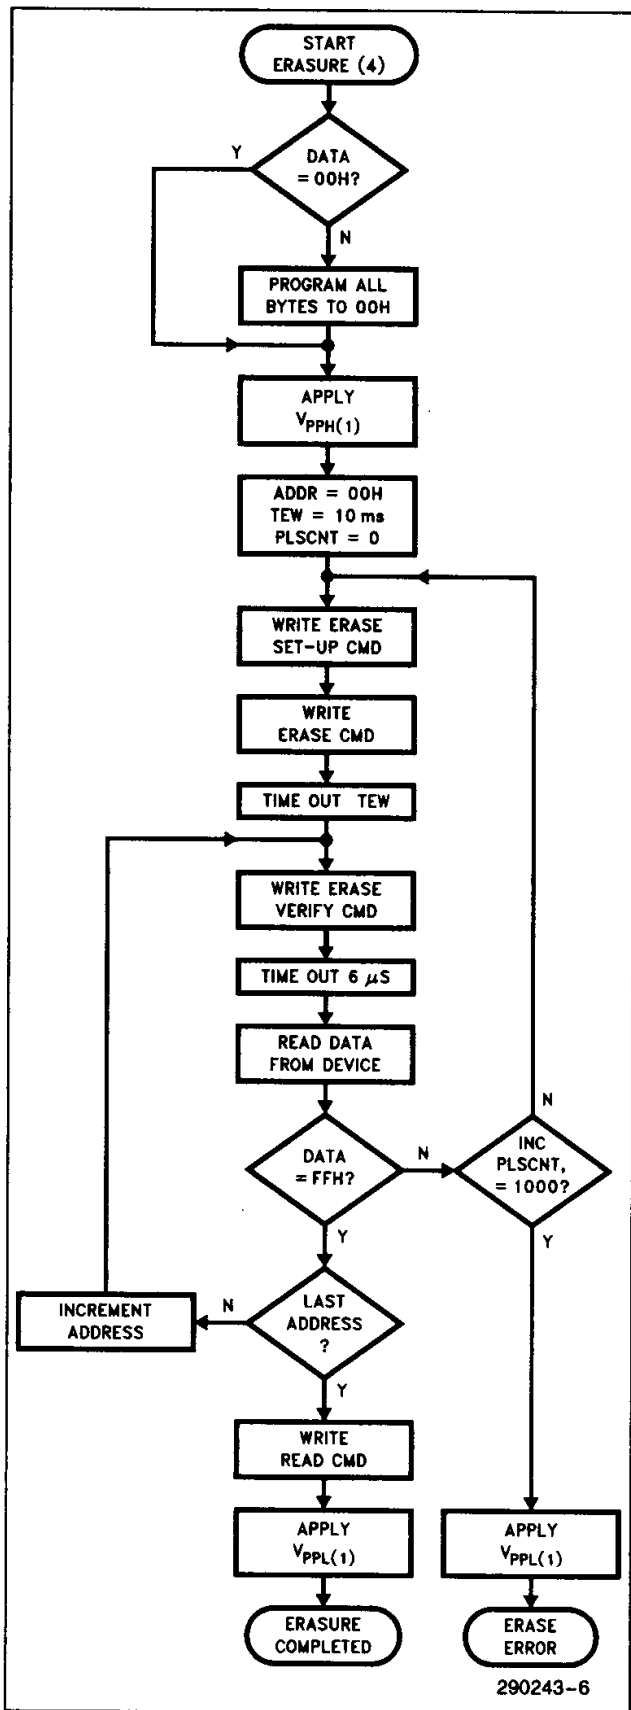 START
ERASURE (4)
DATA
= 00H?
Y
N
PROGRAM ALL
BYTES TO 00H
APPLY
VPPH(1)
ADDR = 00H
TEW = 10 ms
PLSCNT = 0
WRITE ERASE
SET-UP CMD
WRITE
ERASE CMD
TIME OUT TEW
WRITE ERASE
VERIFY CMD
TIME OUT 6 μS
READ DATA
FROM DEVICE
DATA
= FFH?
N
Y
INC
PLSCNT,
= 1000?
N
Y
LAST
ADDRESS
?
N
Y
INCREMENT
ADDRESS
WRITE
READ CMD
APPLY
VPPL(1)
ERASURE
COMPLETED
APPLY
VPPL(1)
ERASE
ERROR
290243-6